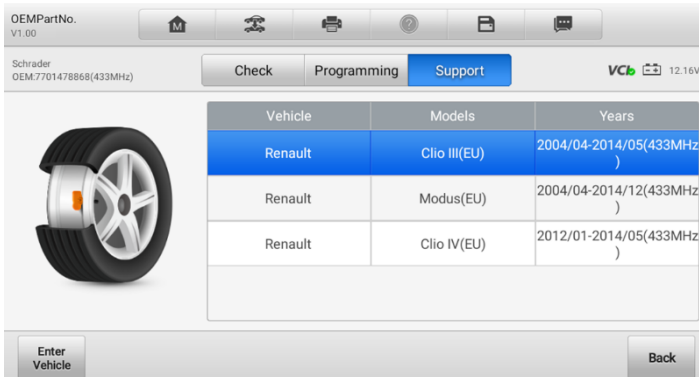 OEMPartNo.
V1.00
M
Schrader
OEM:7701478868(433MHz)
Check Programming Support
VCI 12.16V
Vehicle Models Years
Renault Clio III(EU) 2004/04-2014/05(433MHz
)
Renault Modus(EU) 2004/04-2014/12(433MHz
)
Renault Clio IV(EU) 2012/01-2014/05(433MHz
)
Enter
Vehicle
Back